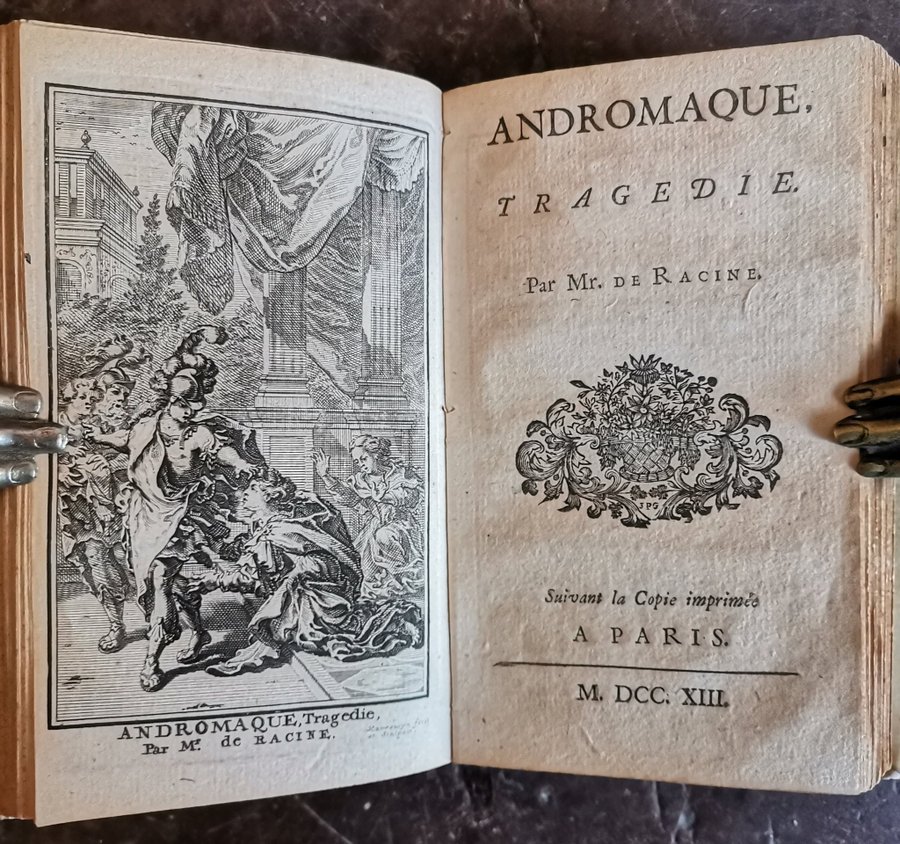 ANDROMAQUE, Tragedie,
Par Mr. de RACINE.
ANDROMAQUE,
TRAGEDIE.
Par Mr. DE RACINE.
JPG
Suivant la Copie imprimée
A PARIS.
M. DCC. XIII.